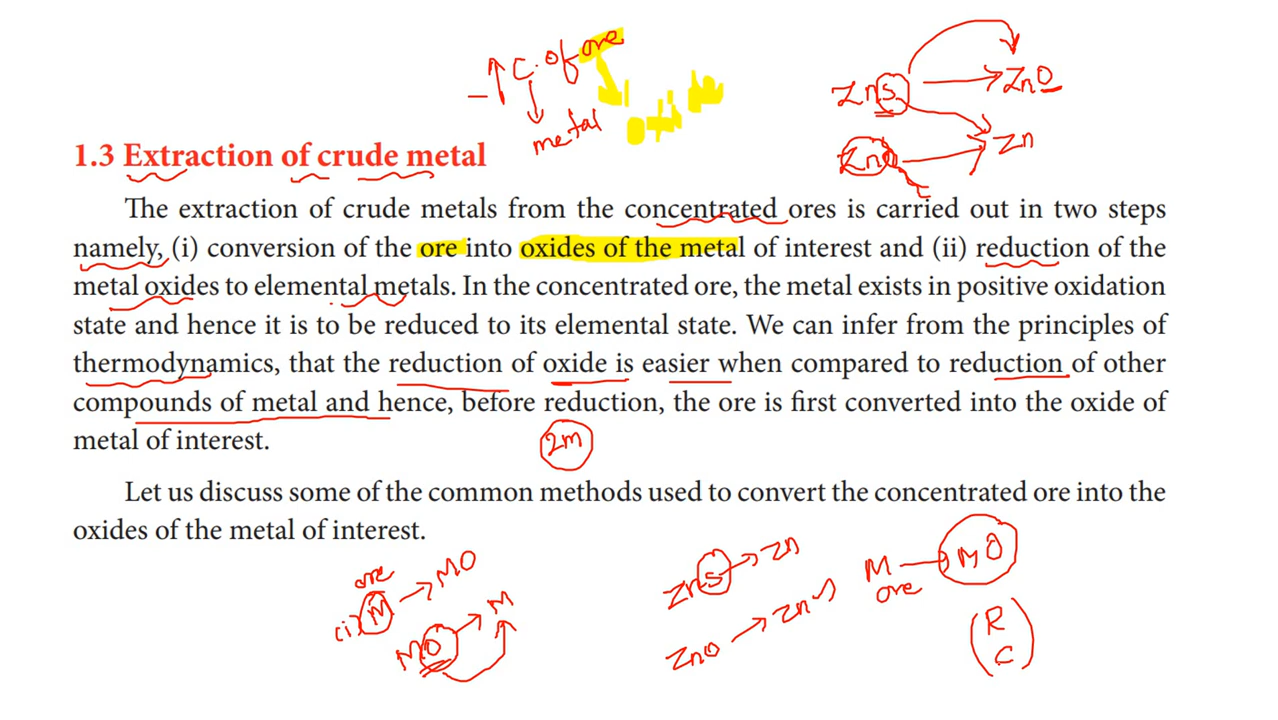 ↑ C. of ore
metal
ZnS → ZnO
→ Zn
ZnO
1.3 Extraction of crude metal
The extraction of crude metals from the concentrated ores is carried out in two steps
namely, (i) conversion of the ore into oxides of the metal of interest and (ii) reduction of the
metal oxides to elemental metals. In the concentrated ore, the metal exists in positive oxidation
state and hence it is to be reduced to its elemental state. We can infer from the principles of
thermodynamics, that the reduction of oxide is easier when compared to reduction of other
compounds of metal and hence, before reduction, the ore is first converted into the oxide of
metal of interest.
2m
Let us discuss some of the common methods used to convert the concentrated ore into the
oxides of the metal of interest.
ore
(i) M → MO
MO → M
ZnS → Zn
ZnO → Zn
M → MO
ore
R
C